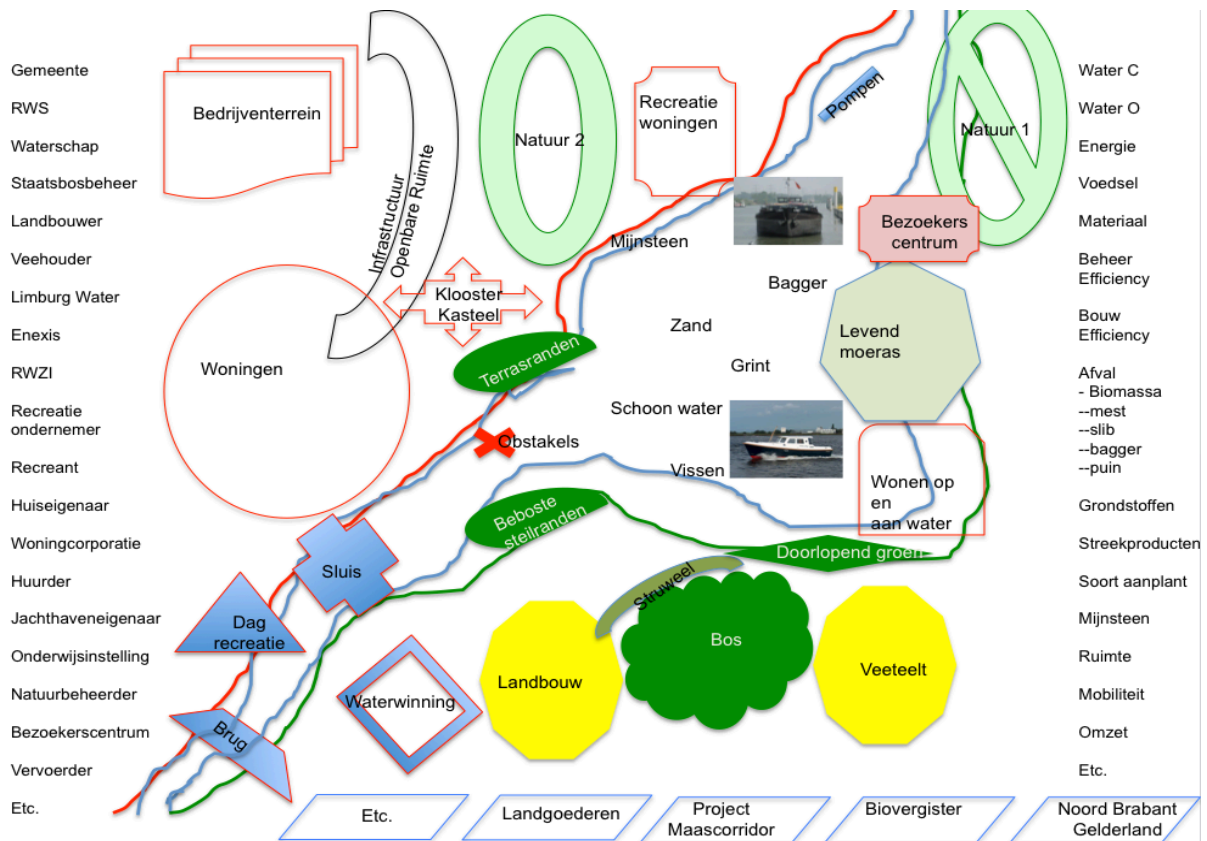 Gemeente
RWS
Waterschap
Staatsbosbeheer
Landbouwer
Veehouder
Limburg Water
Enexis
RWZI
Recreatie
ondernemer
Recreant
Huiseigenaar
Woningcorporatie
Huurder
Jachthaveneigenaar
Onderwijsinstelling
Natuurbeheerder
Bezoekerscentrum
Vervoerder
Etc.
Bedrijventerrein
Infrastructuur
Openbare Ruimte
Natuur 2
Recreatie
woningen
Pompen
Natuur 1
Bezoekers
centrum
Mijnsteen
Klooster
Kasteel
Bagger
Zand
Levend
moeras
Woningen
Terrasranden
Grint
Schoon water
Obstakels
Vissen
Wonen op
en
aan water
Beboste
steilranden
Doorlopend groen
Sluis
Struweel
Dag
recreatie
Bos
Landbouw
Veeteelt
Waterwinning
Brug
Etc.
Landgoederen
Project
Maascorridor
Biovergister
Noord Brabant
Gelderland
Water C
Water O
Energie
Voedsel
Materiaal
Beheer
Efficiency
Bouw
Efficiency
Afval
- Biomassa
--mest
--slib
--bagger
--puin
Grondstoffen
Streekproducten
Soort aanplant
Mijnsteen
Ruimte
Mobiliteit
Omzet
Etc.